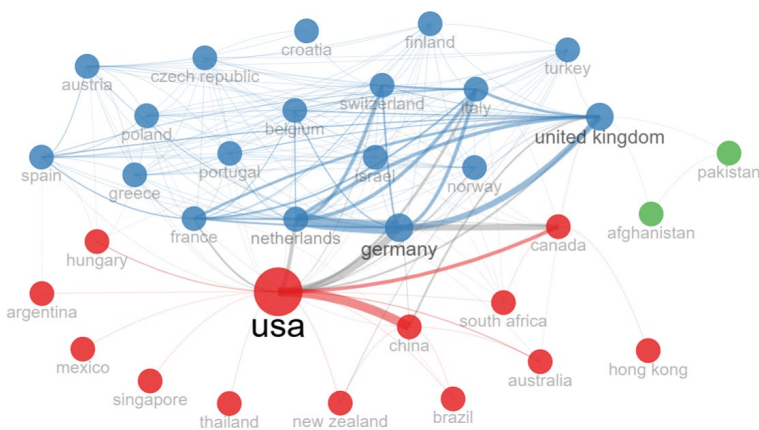 croatia
finland
austria
czech republic
turkey
switzerland
italy
poland
belgium
united kingdom
spain
greece
portugal
israel
norway
pakistan
france
netherlands
germany
canada
afghanistan
hungary
argentina
usa
south africa
china
mexico
singapore
australia
hong kong
thailand
new zealand
brazil